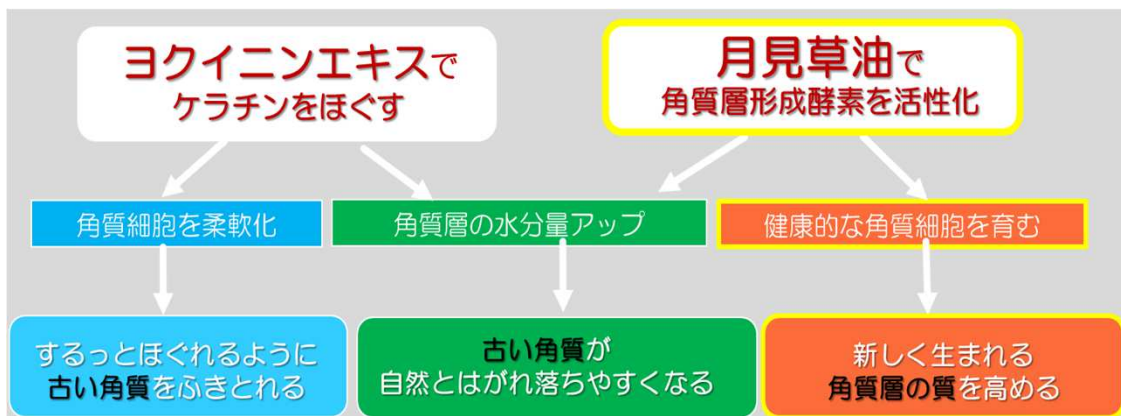 ヨクイニンエキスで
ケラチンをほぐす
月見草油で
角質層形成酵素を活性化
角質細胞を柔軟化
角質層の水分量アップ
健康的な角質細胞を育む
するっとほぐれるように
古い角質をふきとれる
古い角質が
自然とはがれ落ちやすくなる
新しく生まれる
角質層の質を高める